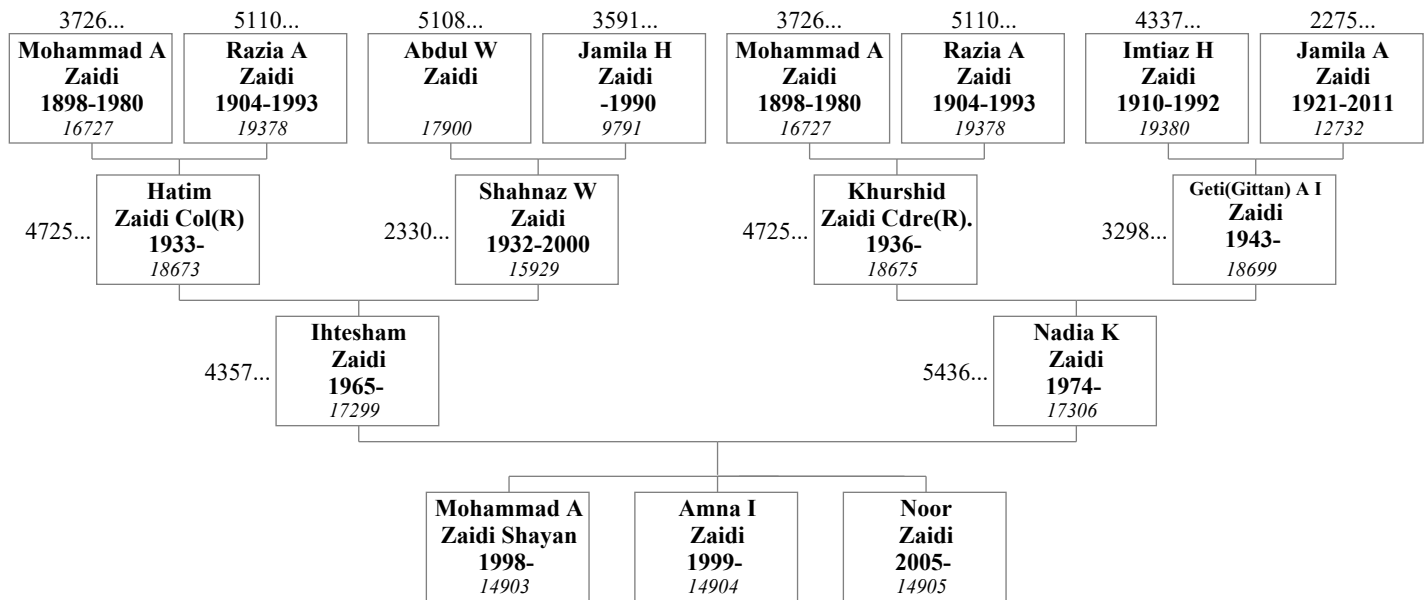 3726... 5110... 5108... 3591... 3726... 5110... 4337... 2275...
Mohammad A
Zaidi
1898-1980
16727
Razia A
Zaidi
1904-1993
19378
Abdul W
Zaidi
17900
Jamila H
Zaidi
-1990
9791
Mohammad A
Zaidi
1898-1980
16727
Razia A
Zaidi
1904-1993
19378
Imtiaz H
Zaidi
1910-1992
19380
Jamila A
Zaidi
1921-2011
12732
4725...
Hatim
Zaidi Col(R)
1933-
18673
2330...
Shahnaz W
Zaidi
1932-2000
15929
4725...
Khurshid
Zaidi Cdre(R).
1936-
18675
3298...
Geti(Gittan) A I
Zaidi
1943-
18699
4357...
Ihtesham
Zaidi
1965-
17299
5436...
Nadia K
Zaidi
1974-
17306
Mohammad A
Zaidi Shayan
1998-
14903
Amna I
Zaidi
1999-
14904
Noor
Zaidi
2005-
14905